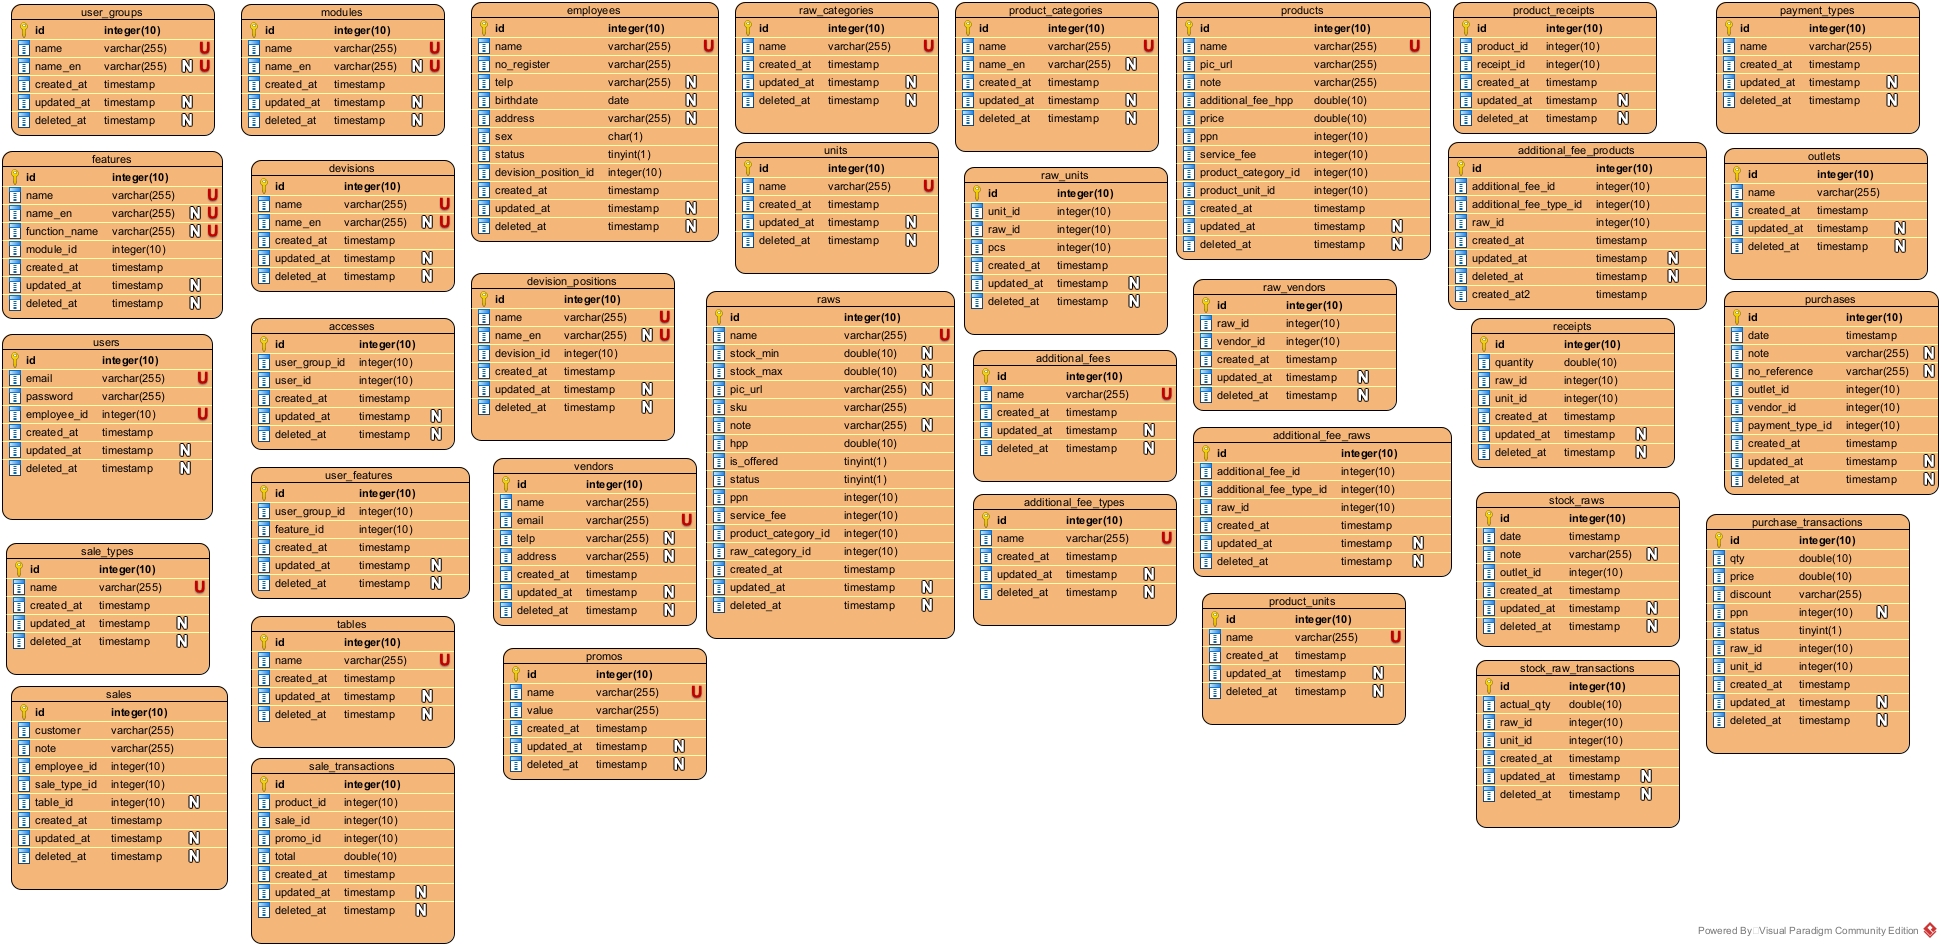 user_groups
id integer(10)
name varchar(255) U
name_en varchar(255) N U
created_at timestamp
updated_at timestamp N
deleted_at timestamp N
features
id integer(10)
name varchar(255) U
name_en varchar(255) N U
function_name varchar(255) N U
module_id integer(10)
created_at timestamp
updated_at timestamp N
deleted_at timestamp N
users
id integer(10)
email varchar(255) U
password varchar(255)
employee_id integer(10) U
created_at timestamp
updated_at timestamp N
deleted_at timestamp N
sale_types
id integer(10)
name varchar(255) U
created_at timestamp
updated_at timestamp N
deleted_at timestamp N
sales
id integer(10)
customer varchar(255)
note varchar(255)
employee_id integer(10)
sale_type_id integer(10)
table_id integer(10) N
created_at timestamp
updated_at timestamp N
deleted_at timestamp N
modules
id integer(10)
name varchar(255) U
name_en varchar(255) N U
created_at timestamp
updated_at timestamp N
deleted_at timestamp N
devisions
id integer(10)
name varchar(255) U
name_en varchar(255) N U
created_at timestamp
updated_at timestamp N
deleted_at timestamp N
accesses
id integer(10)
user_group_id integer(10)
user_id integer(10)
created_at timestamp
updated_at timestamp N
deleted_at timestamp N
user_features
id integer(10)
user_group_id integer(10)
feature_id integer(10)
created_at timestamp
updated_at timestamp N
deleted_at timestamp N
tables
id integer(10)
name varchar(255) U
created_at timestamp
updated_at timestamp N
deleted_at timestamp N
sale_transactions
id integer(10)
product_id integer(10)
sale_id integer(10)
promo_id integer(10)
total double(10)
created_at timestamp
updated_at timestamp N
deleted_at timestamp N
employees
id integer(10)
name varchar(255) U
no_register varchar(255)
telp varchar(255) N
birthdate date N
address varchar(255) N
sex char(1)
status tinyint(1)
devision_position_id integer(10)
created_at timestamp
updated_at timestamp N
deleted_at timestamp N
devision_positions
id integer(10)
name varchar(255) U
name_en varchar(255) N U
devision_id integer(10)
created_at timestamp
updated_at timestamp N
deleted_at timestamp N
vendors
id integer(10)
name varchar(255)
email varchar(255) U
telp varchar(255) N
address varchar(255) N
created_at timestamp
updated_at timestamp N
deleted_at timestamp N
promos
id integer(10)
name varchar(255) U
value varchar(255)
created_at timestamp
updated_at timestamp N
deleted_at timestamp N
raw_categories
id integer(10)
name varchar(255) U
created_at timestamp
updated_at timestamp N
deleted_at timestamp N
units
id integer(10)
name varchar(255) U
created_at timestamp
updated_at timestamp N
deleted_at timestamp N
raws
id integer(10)
name varchar(255) U
stock_min double(10) N
stock_max double(10) N
pic_url varchar(255) N
sku varchar(255)
note varchar(255) N
hpp double(10)
is_offered tinyint(1)
status tinyint(1)
ppn integer(10)
service_fee integer(10)
product_category_id integer(10)
raw_category_id integer(10)
created_at timestamp
updated_at timestamp N
deleted_at timestamp N
product_categories
id integer(10)
name varchar(255) U
name_en varchar(255) N
created_at timestamp
updated_at timestamp N
deleted_at timestamp N
raw_units
id integer(10)
unit_id integer(10)
raw_id integer(10)
pcs integer(10)
created_at timestamp
updated_at timestamp N
deleted_at timestamp N
additional_fees
id integer(10)
name varchar(255) U
created_at timestamp
updated_at timestamp N
deleted_at timestamp N
additional_fee_types
id integer(10)
name varchar(255) U
created_at timestamp
updated_at timestamp N
deleted_at timestamp N
products
id integer(10)
name varchar(255) U
pic_url varchar(255)
note varchar(255)
additional_fee_hpp double(10)
price double(10)
ppn integer(10)
service_fee integer(10)
product_category_id integer(10)
product_unit_id integer(10)
created_at timestamp
updated_at timestamp N
deleted_at timestamp N
raw_vendors
id integer(10)
raw_id integer(10)
vendor_id integer(10)
created_at timestamp
updated_at timestamp N
deleted_at timestamp N
additional_fee_raws
id integer(10)
additional_fee_id integer(10)
additional_fee_type_id integer(10)
raw_id integer(10)
created_at timestamp
updated_at timestamp N
deleted_at timestamp N
product_units
id integer(10)
name varchar(255) U
created_at timestamp
updated_at timestamp N
deleted_at timestamp N
product_receipts
id integer(10)
product_id integer(10)
receipt_id integer(10)
created_at timestamp
updated_at timestamp N
deleted_at timestamp N
additional_fee_products
id integer(10)
additional_fee_id integer(10)
additional_fee_type_id integer(10)
raw_id integer(10)
created_at timestamp
updated_at timestamp N
deleted_at timestamp N
created_at2 timestamp
receipts
id integer(10)
quantity double(10)
raw_id integer(10)
unit_id integer(10)
created_at timestamp
updated_at timestamp N
deleted_at timestamp N
stock_raws
id integer(10)
date timestamp
note varchar(255) N
outlet_id integer(10)
created_at timestamp
updated_at timestamp N
deleted_at timestamp N
stock_raw_transactions
id integer(10)
actual_qty double(10)
raw_id integer(10)
unit_id integer(10)
created_at timestamp
updated_at timestamp N
deleted_at timestamp N
payment_types
id integer(10)
name varchar(255)
created_at timestamp
updated_at timestamp N
deleted_at timestamp N
outlets
id integer(10)
name varchar(255)
created_at timestamp
updated_at timestamp N
deleted_at timestamp N
purchases
id integer(10)
date timestamp
note varchar(255) N
no_reference varchar(255) N
outlet_id integer(10)
vendor_id integer(10)
payment_type_id integer(10)
created_at timestamp
updated_at timestamp N
deleted_at timestamp N
purchase_transactions
id integer(10)
qty double(10)
price double(10)
discount varchar(255)
ppn integer(10) N
status tinyint(1)
raw_id integer(10)
unit_id integer(10)
created_at timestamp
updated_at timestamp N
deleted_at timestamp N
Powered By Visual Paradigm Community Edition